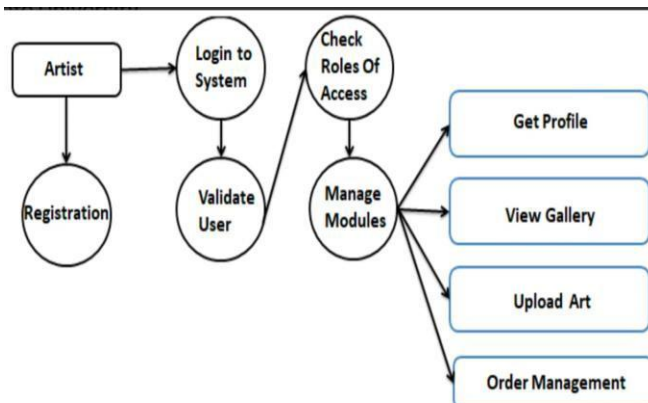 Artist
Login to
System
Check
Roles Of
Access
Get Profile
Registration
Validate
User
Manage
Modules
View Gallery
Upload Art
Order Management